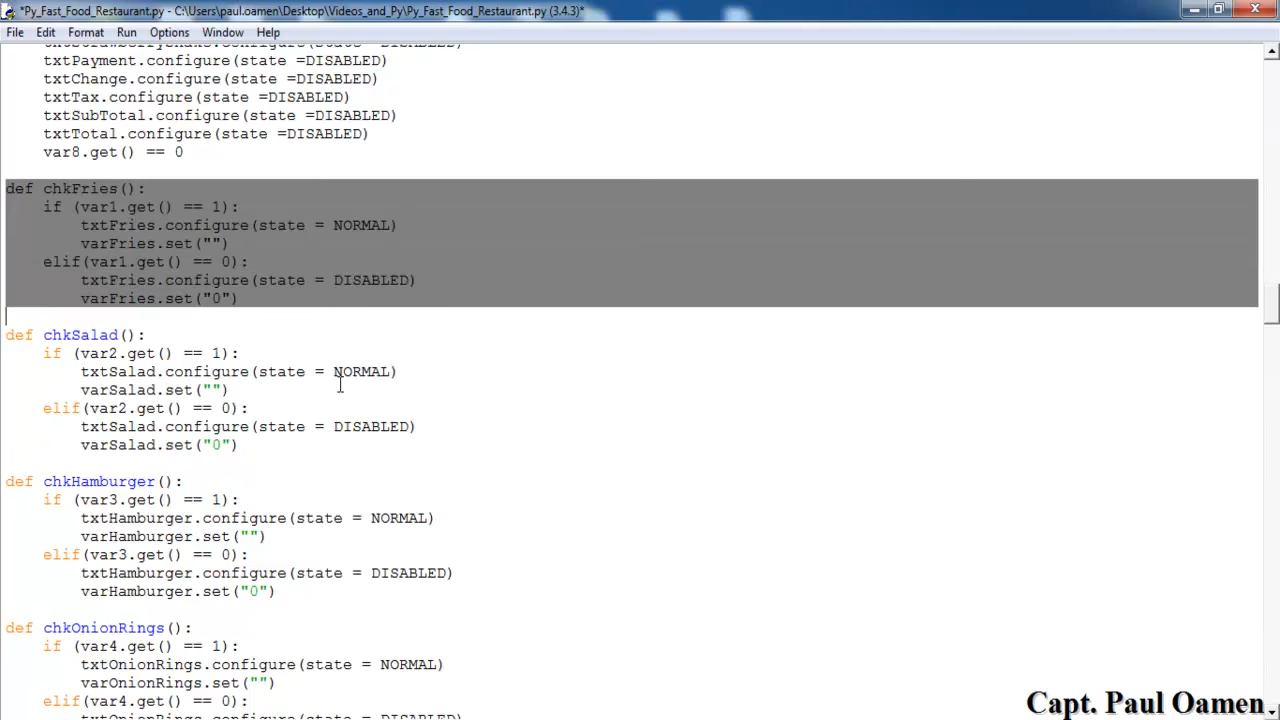 *Py_Fast_Food_Restaurant.py - C:\Users\paul.oamen\Desktop\Videos_and_Py\Py_Fast_Food_Restaurant.py (3.4.3)*
File Edit Format Run Options Window Help
txtPayment.configure(state =DISABLED)
txtChange.configure(state =DISABLED)
txtTax.configure(state =DISABLED)
txtSubTotal.configure(state =DISABLED)
txtTotal.configure(state =DISABLED)
var8.get() == 0
def chkFries():
if (var1.get() == 1):
txtFries.configure(state = NORMAL)
varFries.set("")
elif(var1.get() == 0):
txtFries.configure(state = DISABLED)
varFries.set("0")
def chkSalad():
if (var2.get() == 1):
txtSalad.configure(state = NORMAL)
varSalad.set("")
elif(var2.get() == 0):
txtSalad.configure(state = DISABLED)
varSalad.set("0")
def chkHamburger():
if (var3.get() == 1):
txtHamburger.configure(state = NORMAL)
varHamburger.set("")
elif(var3.get() == 0):
txtHamburger.configure(state = DISABLED)
varHamburger.set("0")
def chkOnionRings():
if (var4.get() == 1):
txtOnionRings.configure(state = NORMAL)
varOnionRings.set("")
elif(var4.get() == 0):
Capt. Paul Oamen